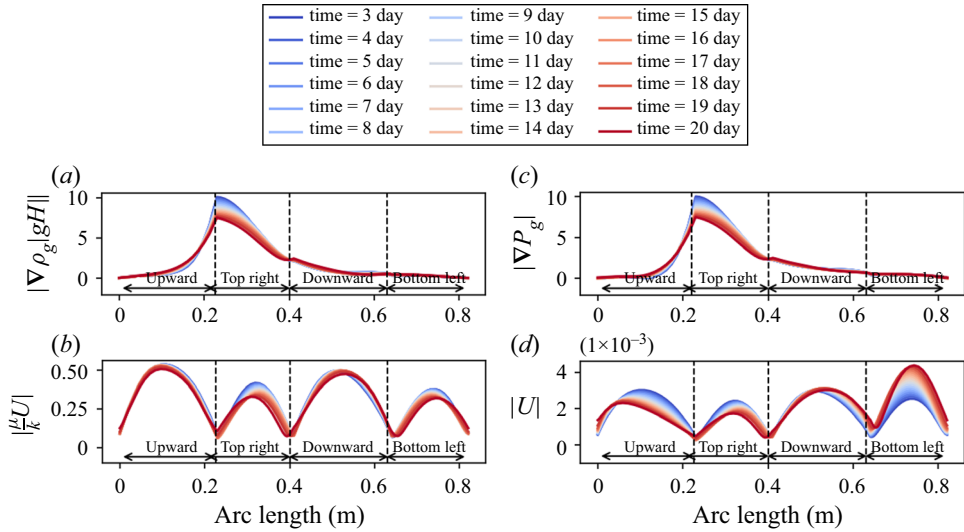 time = 3 day time = 9 day time = 15 day
time = 4 day time = 10 day time = 16 day
time = 5 day time = 11 day time = 17 day
time = 6 day time = 12 day time = 18 day
time = 7 day time = 13 day time = 19 day
time = 8 day time = 14 day time = 20 day
(a)
|∇ρ_g|gH||
10
5
0
Upward Top right Downward Bottom left
0 0.2 0.4 0.6 0.8
(c)
|∇P_g|
10
5
0
Upward Top right Downward Bottom left
0 0.2 0.4 0.6 0.8
(b)
|μ/k U|
0.50
0.25
0
Upward Top right Downward Bottom left
0 0.2 0.4 0.6 0.8
Arc length (m)
(d)
(1×10⁻³)
|U|
4
2
0
Upward Top right Downward Bottom left
0 0.2 0.4 0.6 0.8
Arc length (m)